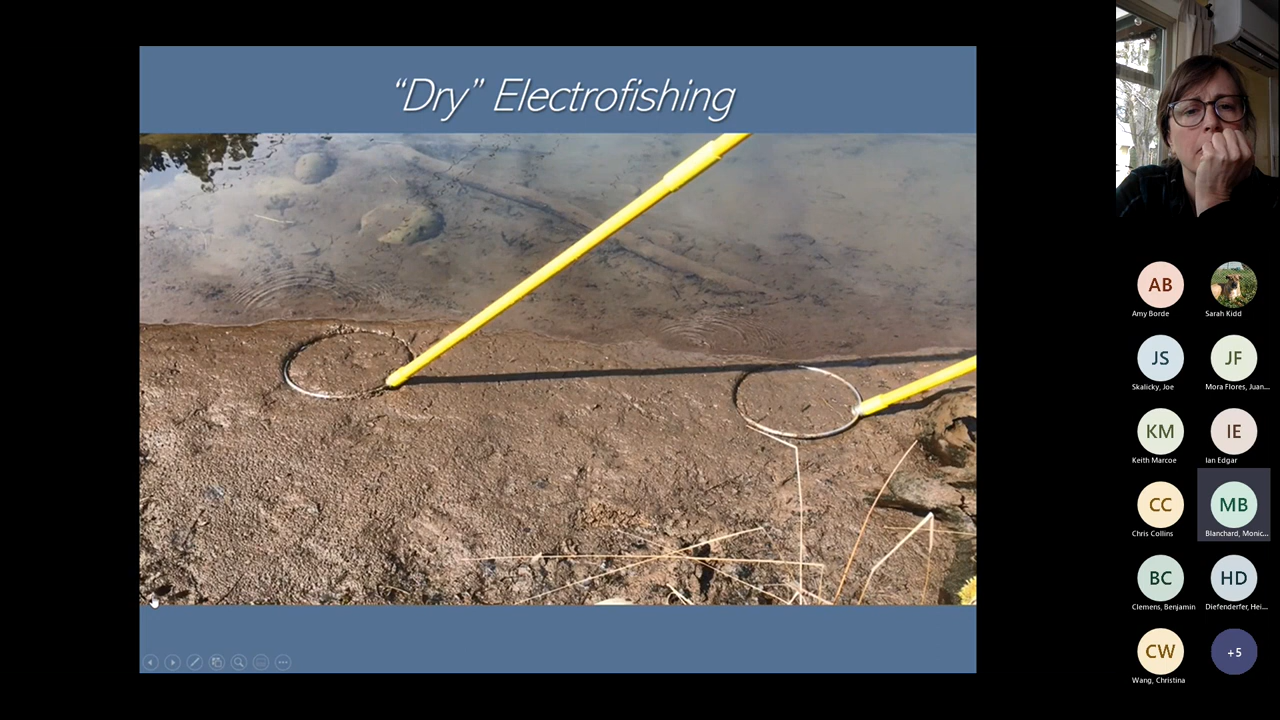 “Dry” Electrofishing
AB
Amy Borde
Sarah Kidd
JS
Skalicky, Joe
JF
Mora Flores, Juan...
KM
Keith Marcoe
IE
Ian Edgar
CC
Chris Collins
MB
Blanchard, Monic...
BC
Clemens, Benjamin
HD
Diefenderfer, Hei...
CW
Wang, Christina
+5